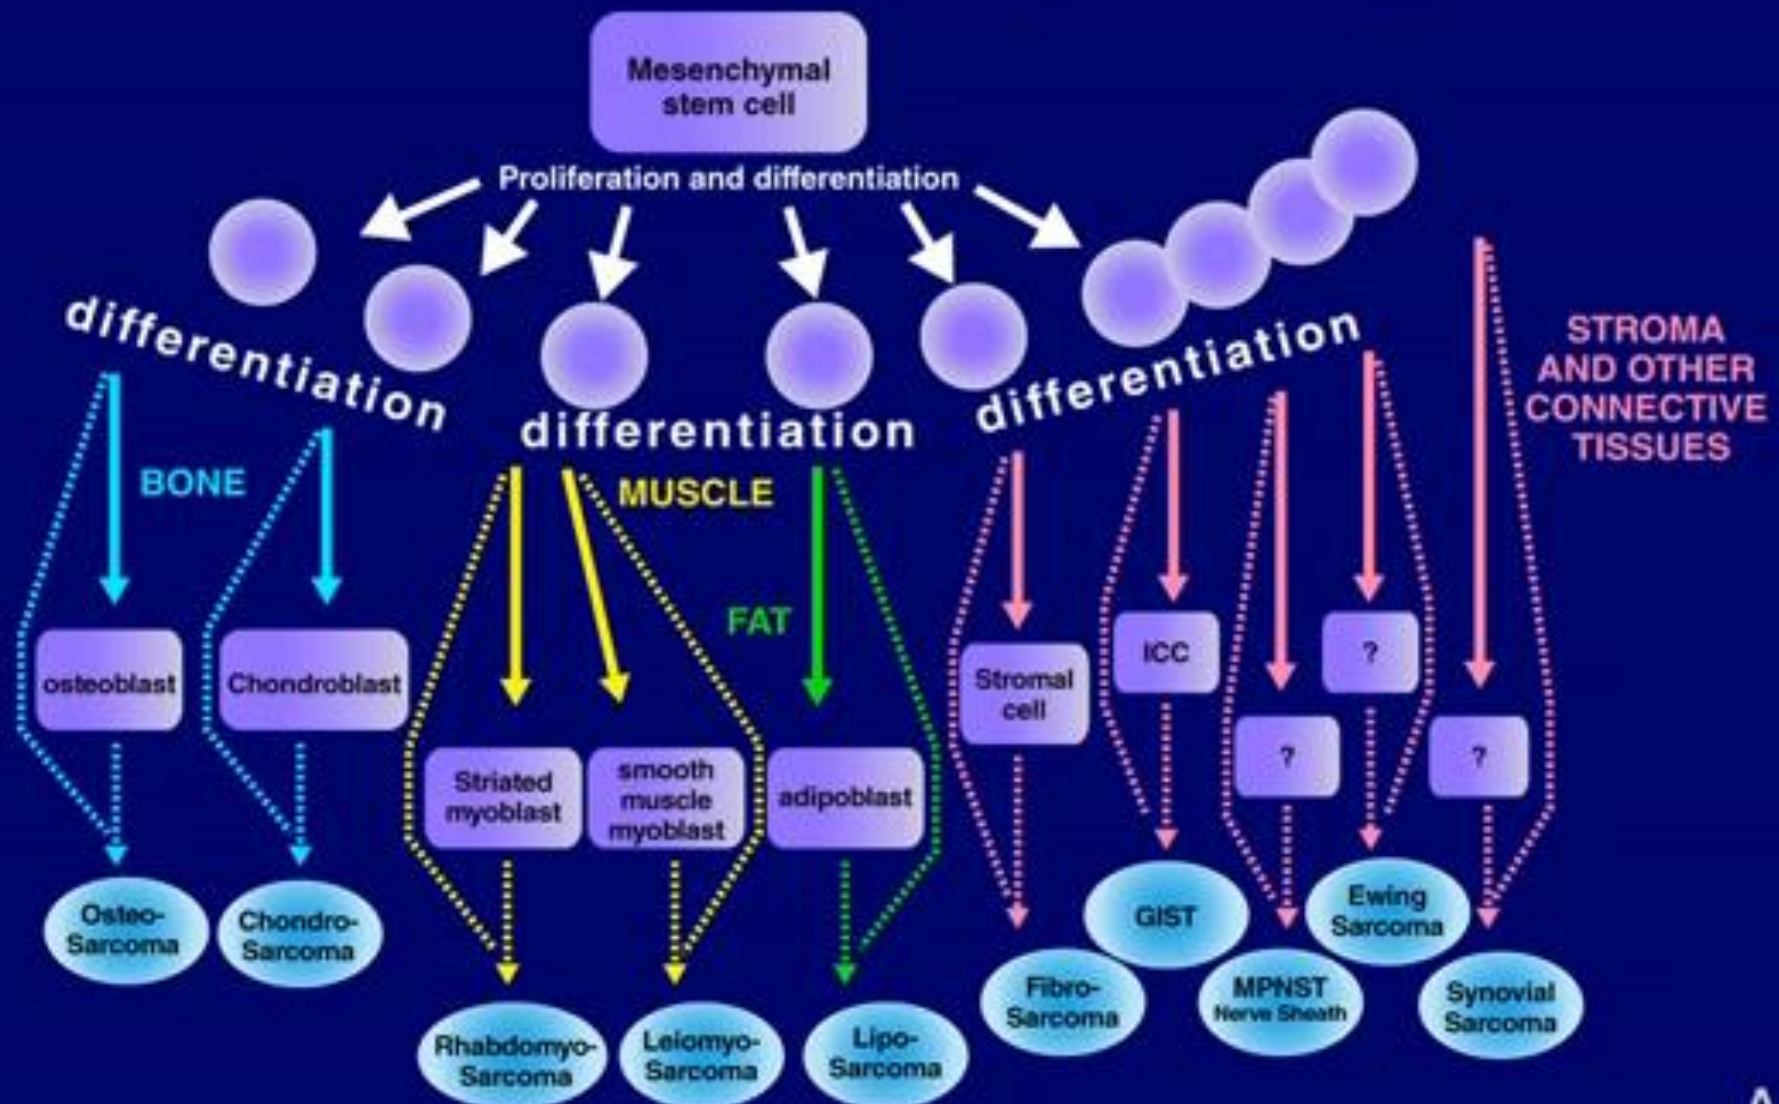 Mesenchymal
stem cell
Proliferation and differentiation
differentiation
differentiation
differentiation
STROMA
AND OTHER
CONNECTIVE
TISSUES
BONE
MUSCLE
FAT
osteoblast
Chondroblast
Striated
myoblast
smooth
muscle
myoblast
adipoblast
Stromal
cell
ICC
?
?
?
Osteo-
Sarcoma
Chondro-
Sarcoma
Rhabdomyo-
Sarcoma
Leiomyo-
Sarcoma
Lipo-
Sarcoma
Fibro-
Sarcoma
GIST
MPNST
Nerve Sheath
Ewing
Sarcoma
Synovial
Sarcoma